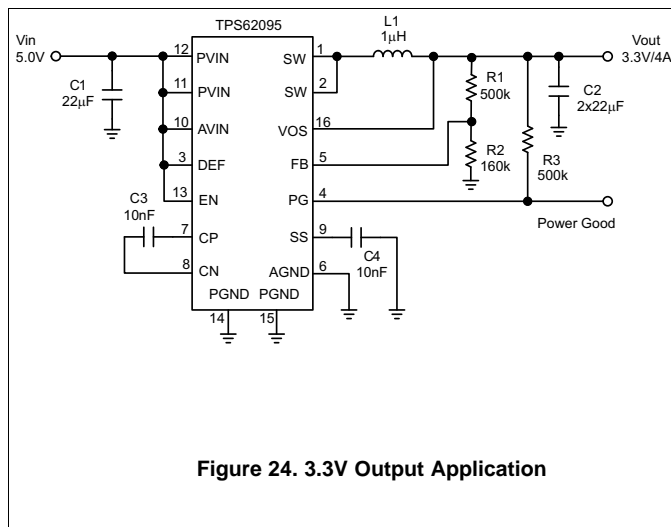 TPS62095
Vin
5.0V
C1
22μF
12
PVIN
11
PVIN
10
AVIN
3
DEF
13
EN
C3
10nF
7
CP
8
CN
PGND
14
PGND
15
SW
1
SW
2
VOS
16
FB
5
PG
4
SS
9
AGND
6
C4
10nF
L1
1μH
R1
500k
R2
160k
R3
500k
C2
2x22μF
Vout
3.3V/4A
Power Good
Figure 24. 3.3V Output Application